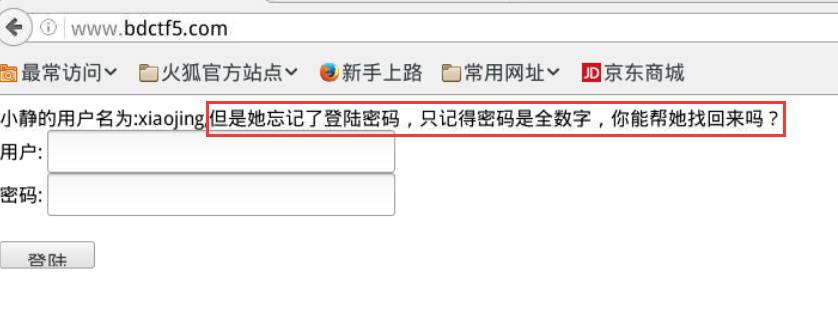 www.bdctf5.com
最常访问 火狐官方站点 新手上路 常用网址 JD 京东商城
小静的用户名为:xiaojing,但是她忘记了登陆密码，只记得密码是全数字，你能帮她找回来吗？
用户:
密码:
登陆